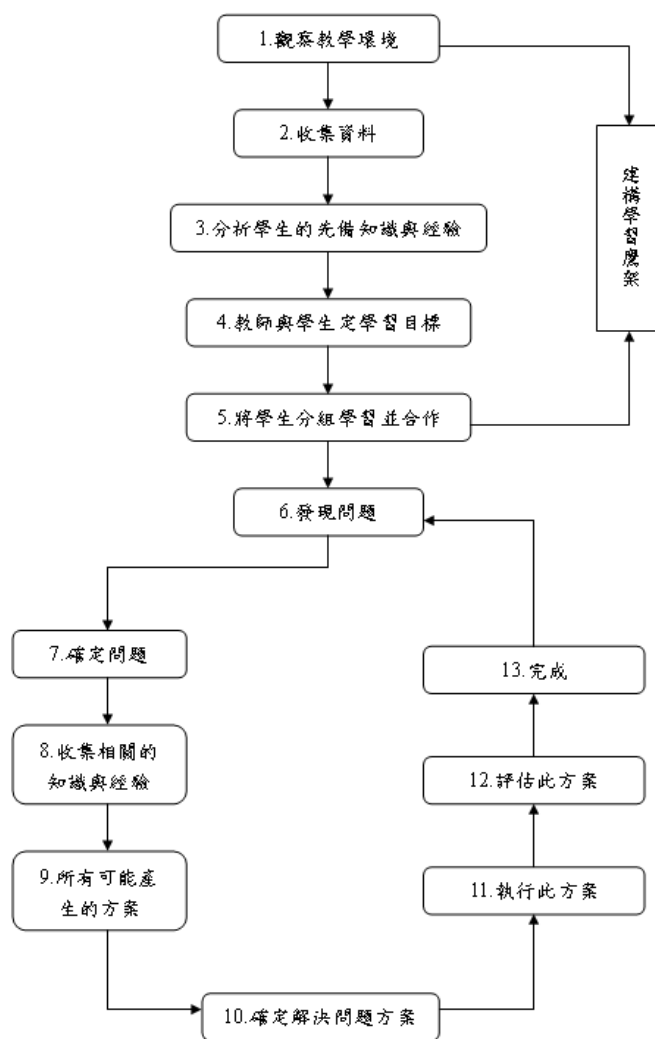 1.觀察教學環境
2.收集資料
建構學習鷹架
3.分析學生的先備知識與經驗
4.教師與學生定學習目標
5.將學生分組學習並合作
6.發現問題
7.確定問題
13.完成
8.收集相關的
知識與經驗
12.評估此方案
9.所有可能產
生的方案
11.執行此方案
10.確定解決問題方案